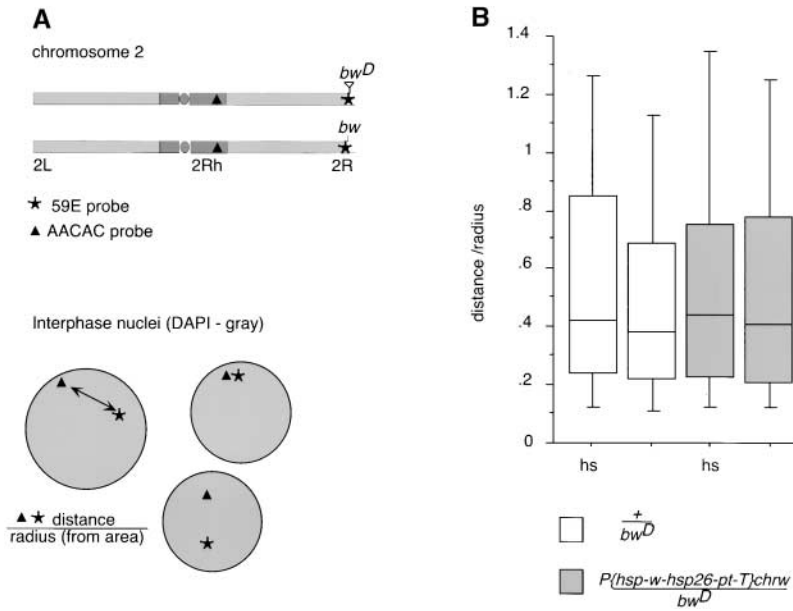 A
chromosome 2
bwD
bw
2L 2Rh 2R
★ 59E probe
▲ AACAC probe
Interphase nuclei (DAPI - gray)
▲ ★ distance
radius (from area)
B
1.4
1.2
1
.8
.6
.4
.2
0
distance /radius
hs hs
+
bwD
P{hsp-w-hsp26-pt-T}chrw
bwD